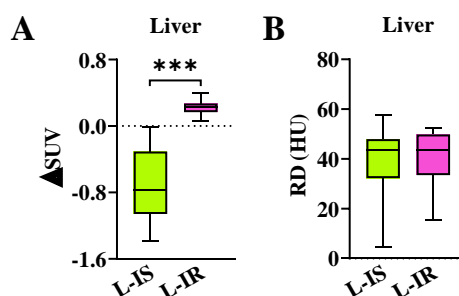 A
Liver
0.8
0.0
-0.8
-1.6
▲SUV
***
L-IS
L-IR
B
Liver
80
60
40
20
0
RD (HU)
L-IS
L-IR